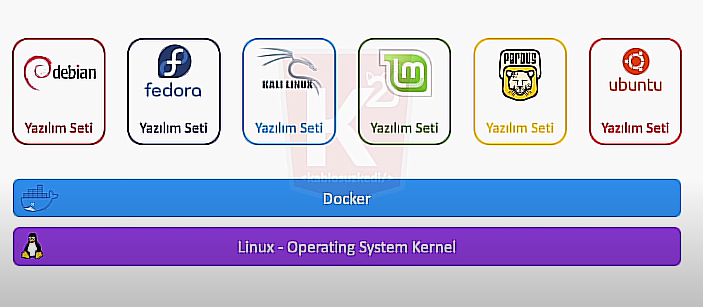 debian
fedora
KALI LINUX
PARDUS
ubuntu
Yazılım Seti
Yazılım Seti
Yazılım Seti
Yazılım Seti
Yazılım Seti
Yazılım Seti
<kablosuzkedi/>
Docker
Linux - Operating System Kernel